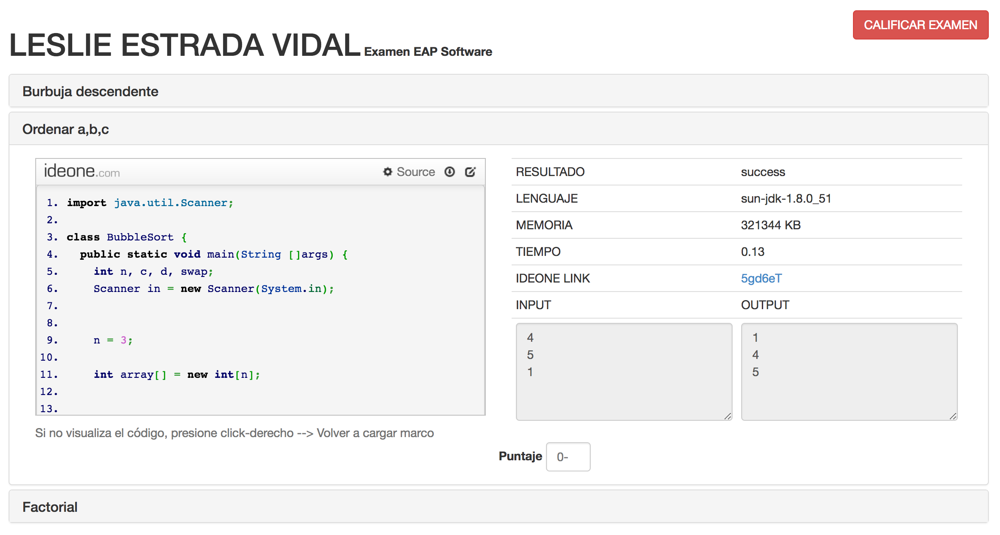 CALIFICAR EXAMEN
LESLIE ESTRADA VIDAL Examen EAP Software
Burbuja descendente
Ordenar a,b,c
ideone.com Source
1. import java.util.Scanner;
2.
3. class BubbleSort {
4. public static void main(String []args) {
5. int n, c, d, swap;
6. Scanner in = new Scanner(System.in);
7.
8.
9. n = 3;
10.
11. int array[] = new int[n];
12.
13.
Si no visualiza el código, presione click-derecho --> Volver a cargar marco
RESULTADO success
LENGUAJE sun-jdk-1.8.0_51
MEMORIA 321344 KB
TIEMPO 0.13
IDEONE LINK 5gd6eT
INPUT OUTPUT
4 1
5 4
1 5
Puntaje 0-
Factorial